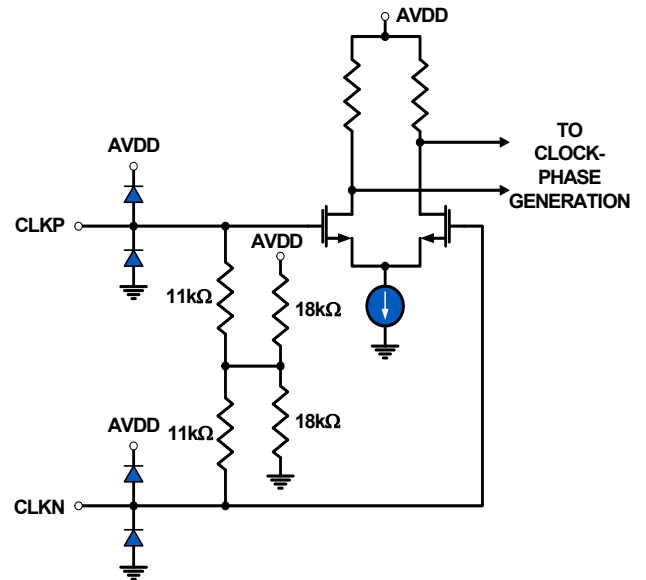 AVDD
TO
CLOCK-
PHASE
GENERATION
AVDD
CLKP
AVDD
11kΩ
18kΩ
11kΩ
18kΩ
AVDD
CLKN